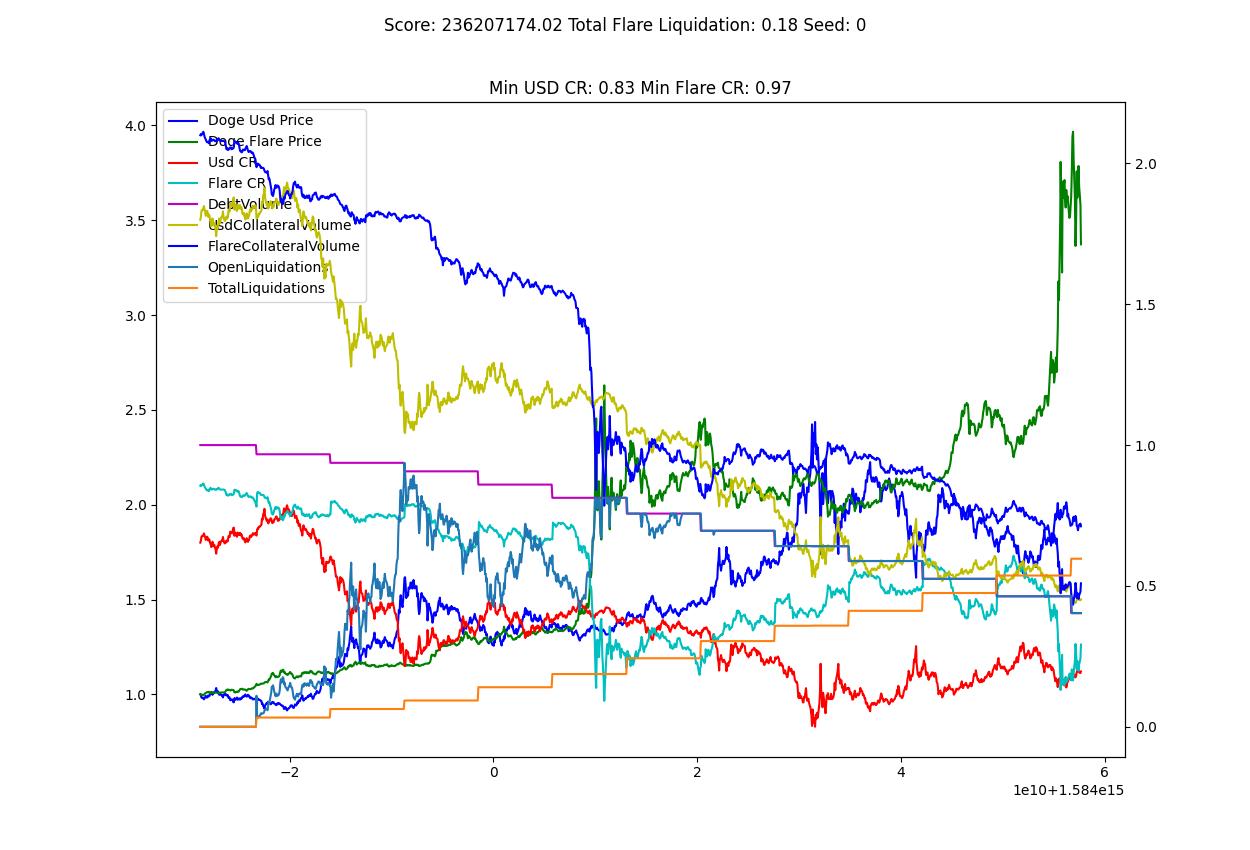 Score: 236207174.02 Total Flare Liquidation: 0.18 Seed: 0
Min USD CR: 0.83 Min Flare CR: 0.97
Doge Usd Price
Doge Flare Price
Usd CR
Flare CR
DebtVolume
UsdCollateralVolume
FlareCollateralVolume
OpenLiquidations
TotalLiquidations
4.0
3.5
3.0
2.5
2.0
1.5
1.0
2.0
1.5
1.0
0.5
0.0
−2
0
2
4
6
1e10+1.584e15